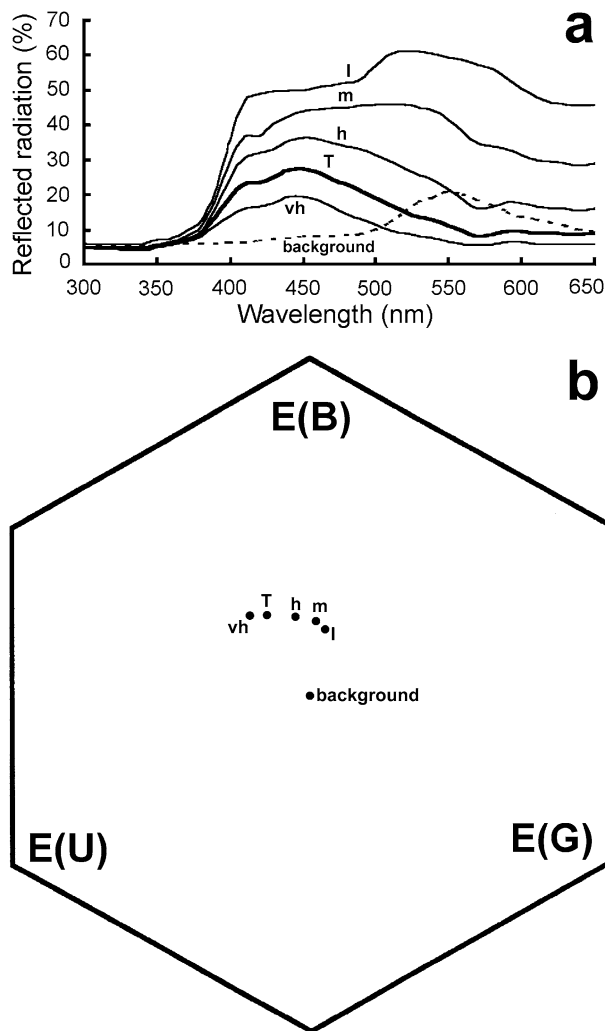 a
Reflected radiation (%)
70
60
50
40
30
20
10
0
l
m
h
T
vh
background
300 350 400 450 500 550 600 650
Wavelength (nm)
b
E(B)
T h m
vh l
background
E(U) E(G)